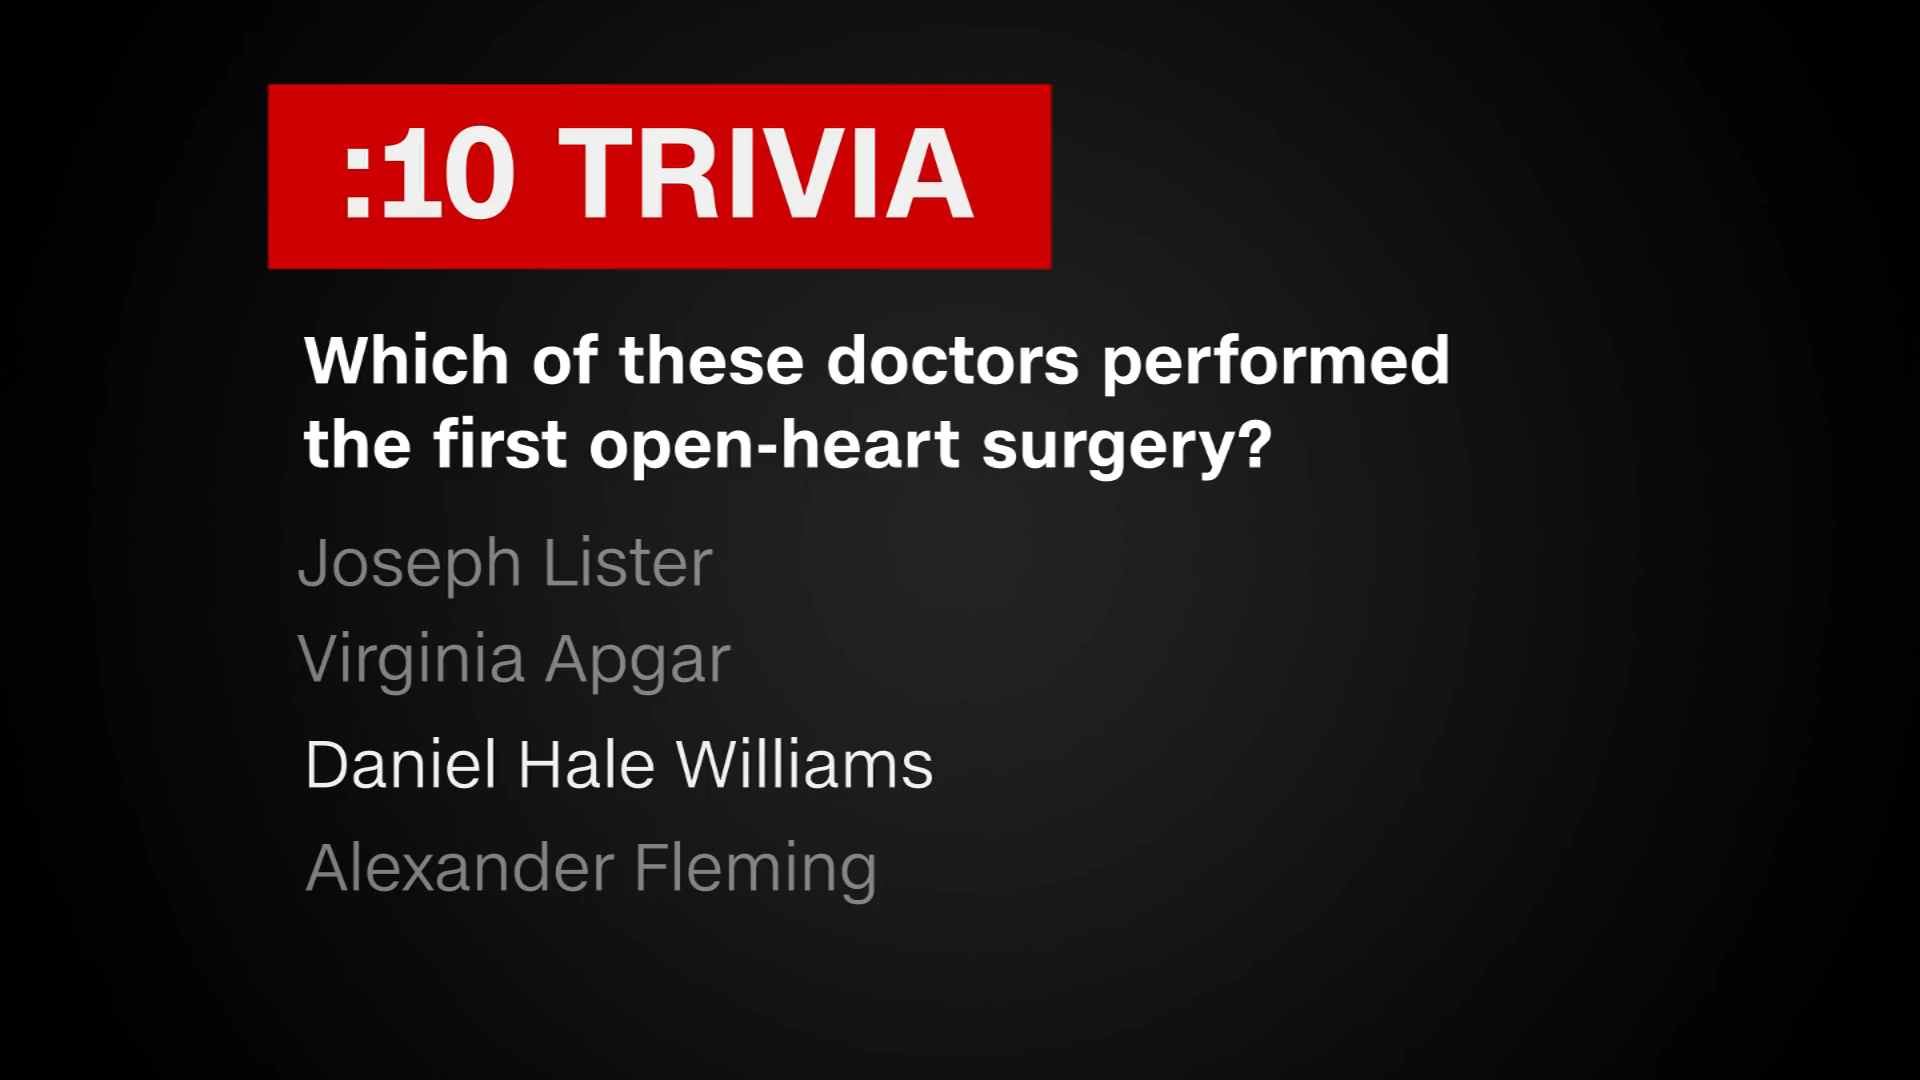 :10 TRIVIA
Which of these doctors performed
the first open-heart surgery?
Joseph Lister
Virginia Apgar
Daniel Hale Williams
Alexander Fleming